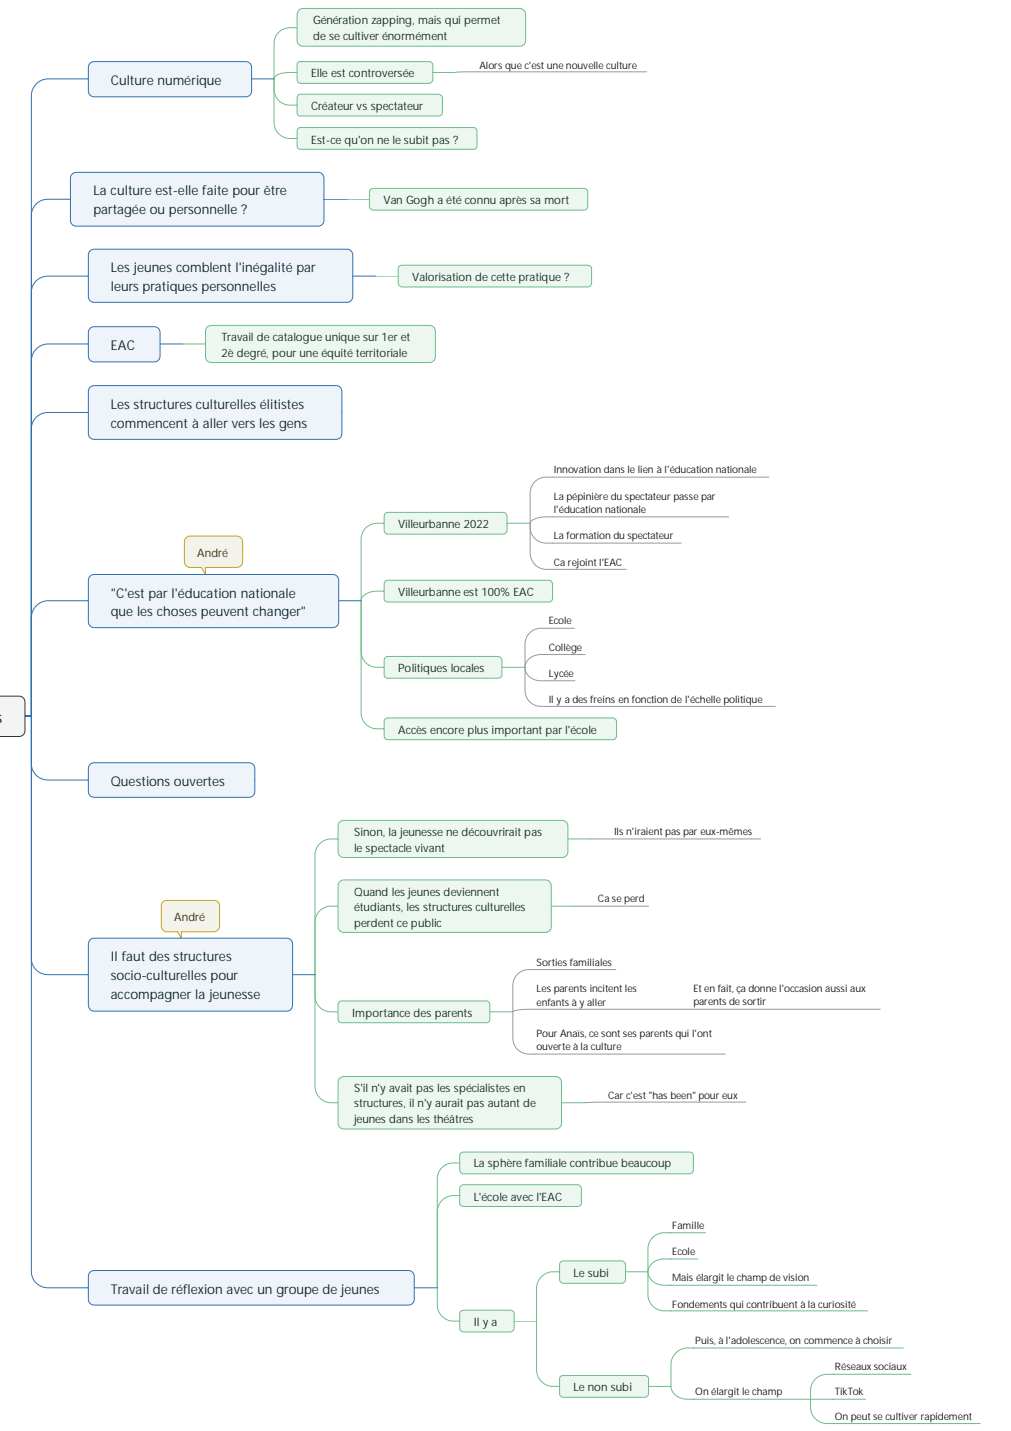 Génération zapping, mais qui permet
de se cultiver énormément
Culture numérique
Elle est controversée
Alors que c'est une nouvelle culture
Créateur vs spectateur
Est-ce qu'on ne le subit pas ?
La culture est-elle faite pour être
partagée ou personnelle ?
Van Gogh a été connu après sa mort
Les jeunes comblent l'inégalité par
leurs pratiques personnelles
Valorisation de cette pratique ?
EAC
Travail de catalogue unique sur 1er et
2è degré, pour une équité territoriale
Les structures culturelles élitistes
commencent à aller vers les gens
André
"C'est par l'éducation nationale
que les choses peuvent changer"
Villeurbanne 2022
Innovation dans le lien à l'éducation nationale
La pépinière du spectateur passe par
l'éducation nationale
La formation du spectateur
Ca rejoint l'EAC
Villeurbanne est 100% EAC
Politiques locales
Ecole
Collège
Lycée
Il y a des freins en fonction de l'échelle politique
Accès encore plus important par l'école
s
Questions ouvertes
André
Il faut des structures
socio-culturelles pour
accompagner la jeunesse
Sinon, la jeunesse ne découvrirait pas
le spectacle vivant
Ils n'iraient pas par eux-mêmes
Quand les jeunes deviennent
étudiants, les structures culturelles
perdent ce public
Ca se perd
Importance des parents
Sorties familiales
Les parents incitent les
enfants à y aller
Et en fait, ça donne l'occasion aussi aux
parents de sortir
Pour Anaïs, ce sont ses parents qui l'ont
ouverte à la culture
S'il n'y avait pas les spécialistes en
structures, il n'y aurait pas autant de
jeunes dans les théâtres
Car c'est "has been" pour eux
Travail de réflexion avec un groupe de jeunes
La sphère familiale contribue beaucoup
L'école avec l'EAC
Il y a
Le subi
Famille
Ecole
Mais élargit le champ de vision
Fondements qui contribuent à la curiosité
Le non subi
Puis, à l'adolescence, on commence à choisir
On élargit le champ
Réseaux sociaux
TikTok
On peut se cultiver rapidement